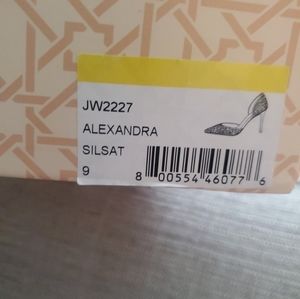 JW2227
ALEXANDRA
SILSAT
9
8 00554 46077 6